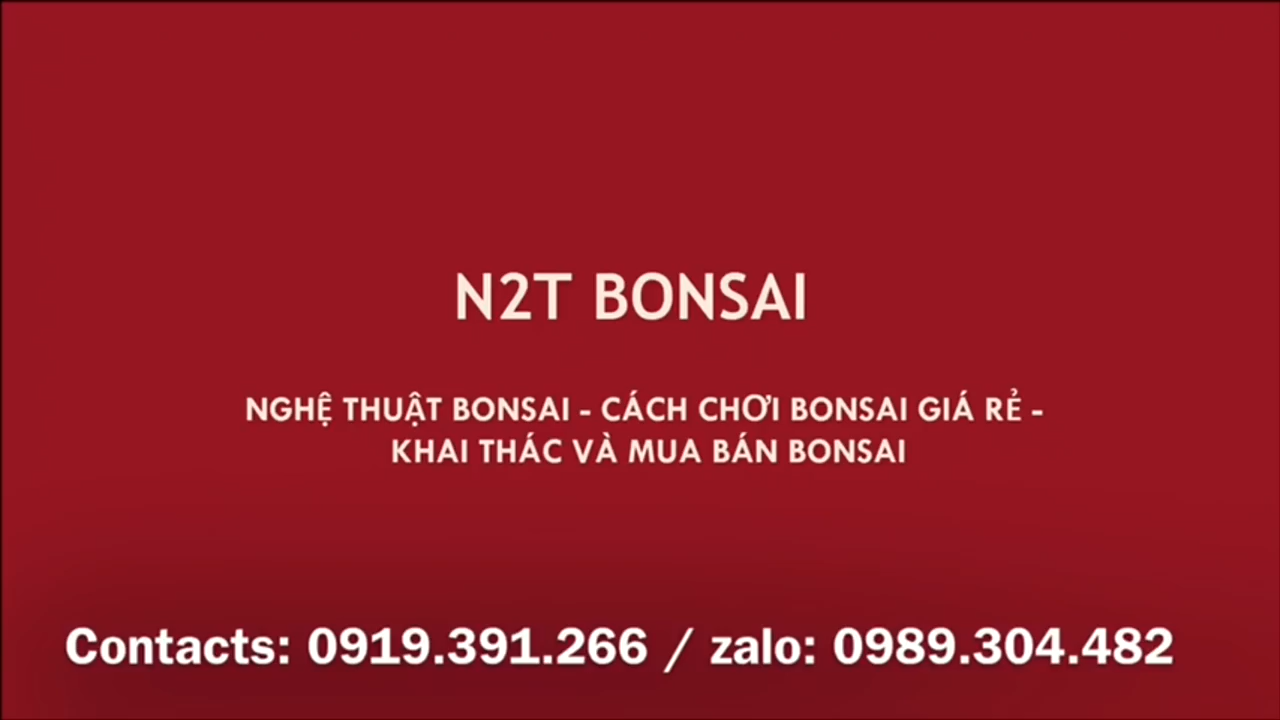 N2T BONSAI
NGHỆ THUẬT BONSAI - CÁCH CHƠI BONSAI GIÁ RẺ -
KHAI THÁC VÀ MUA BÁN BONSAI
Contacts: 0919.391.266 / zalo: 0989.304.482